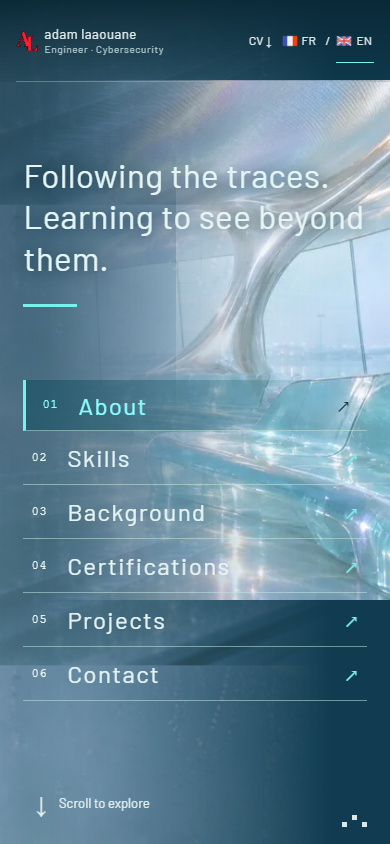 adam laaouane
Engineer · Cybersecurity
CV ↓ FR / EN
Following the traces.
Learning to see beyond
them.
01 About ↗
02 Skills ↗
03 Background ↗
04 Certifications ↗
05 Projects ↗
06 Contact ↗
↓ Scroll to explore